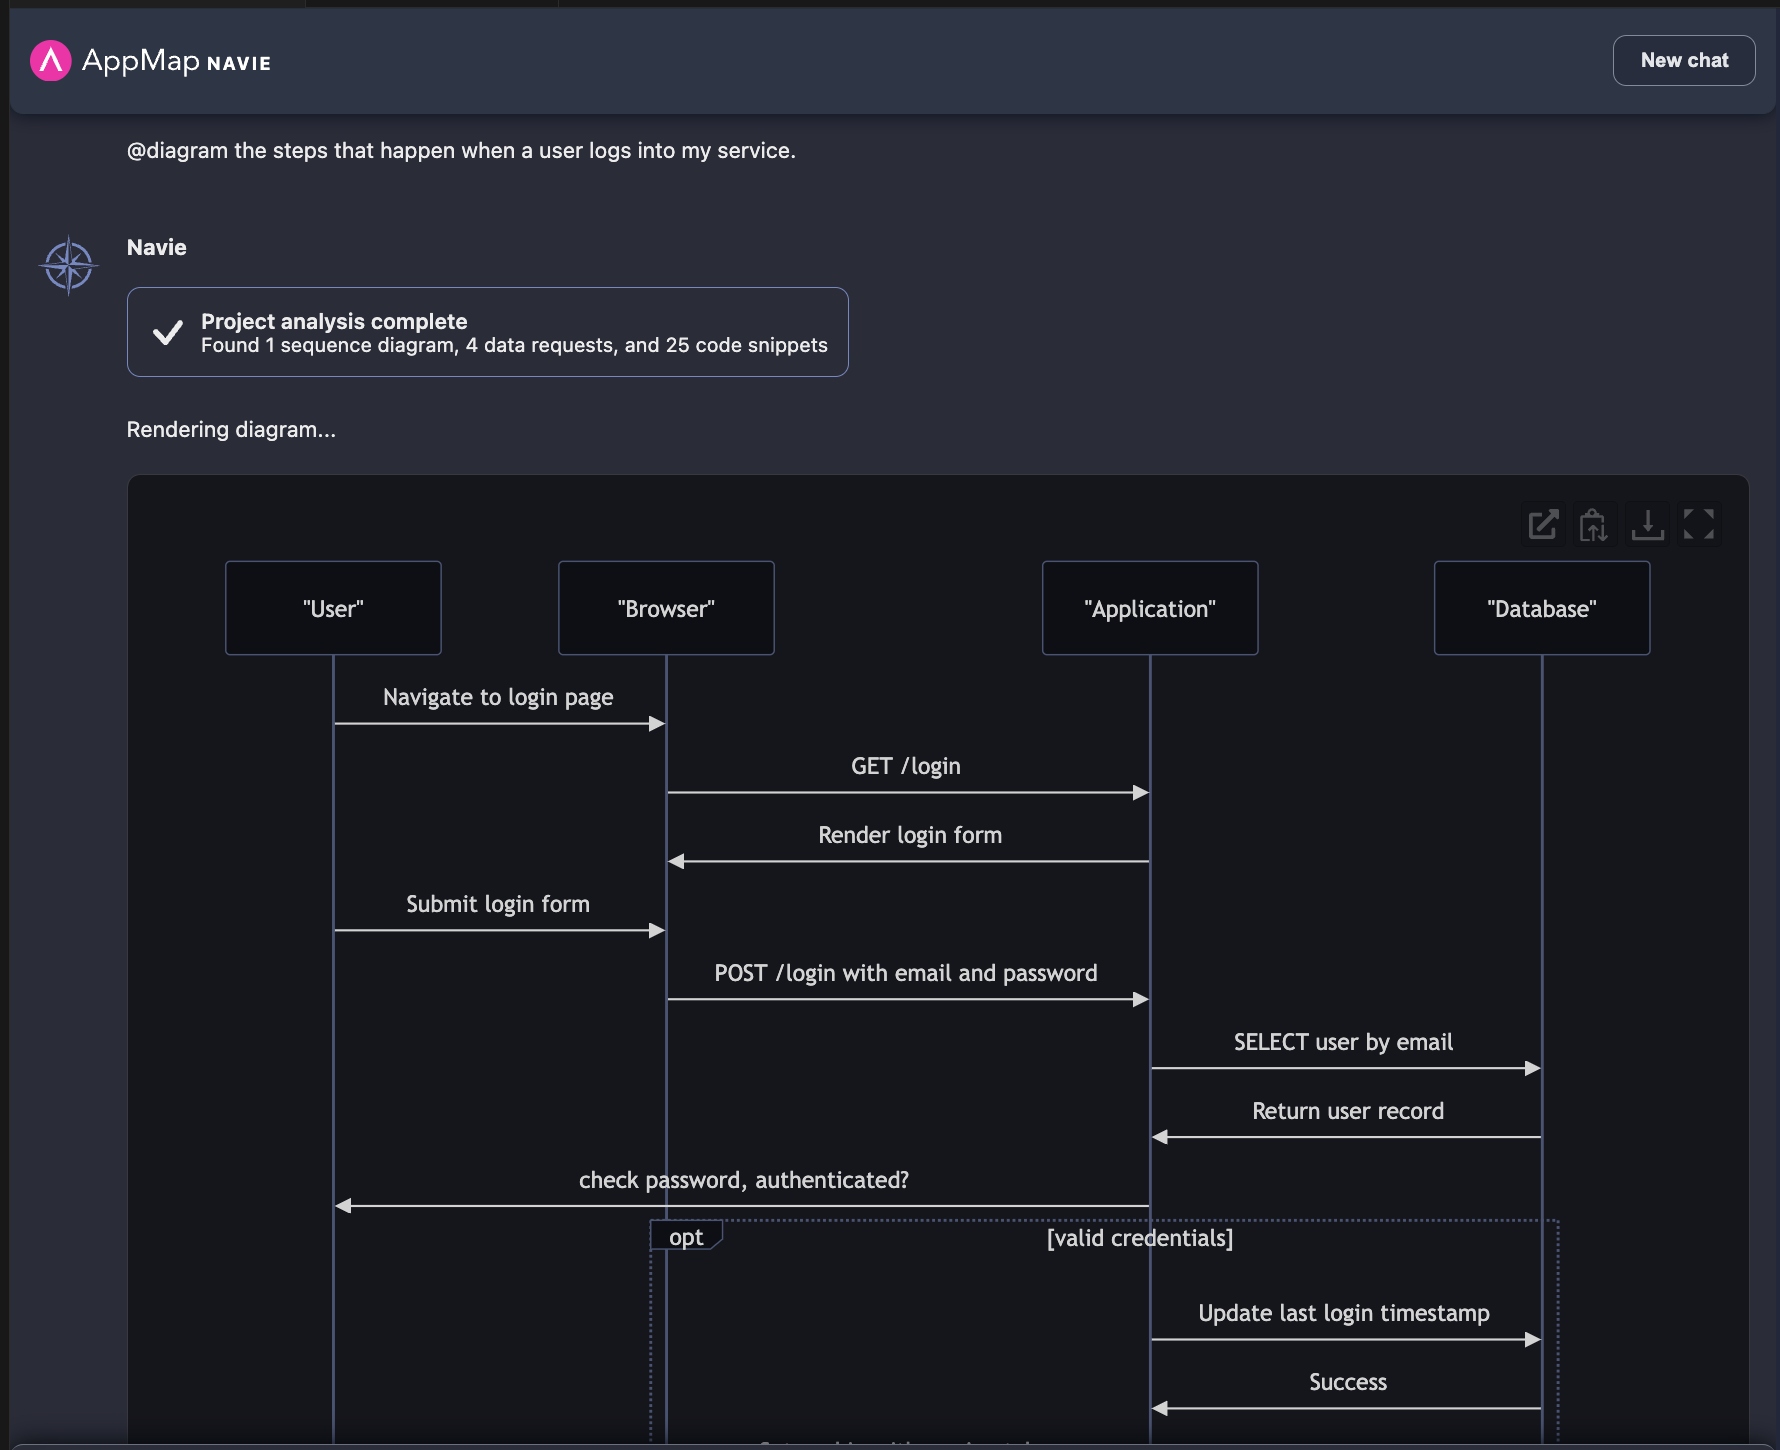 AppMap NAVIE
New chat
@diagram the steps that happen when a user logs into my service.
Navie
Project analysis complete
Found 1 sequence diagram, 4 data requests, and 25 code snippets
Rendering diagram...
"User"
"Browser"
"Application"
"Database"
Navigate to login page
GET /login
Render login form
Submit login form
POST /login with email and password
SELECT user by email
Return user record
check password, authenticated?
opt
[valid credentials]
Update last login timestamp
Success